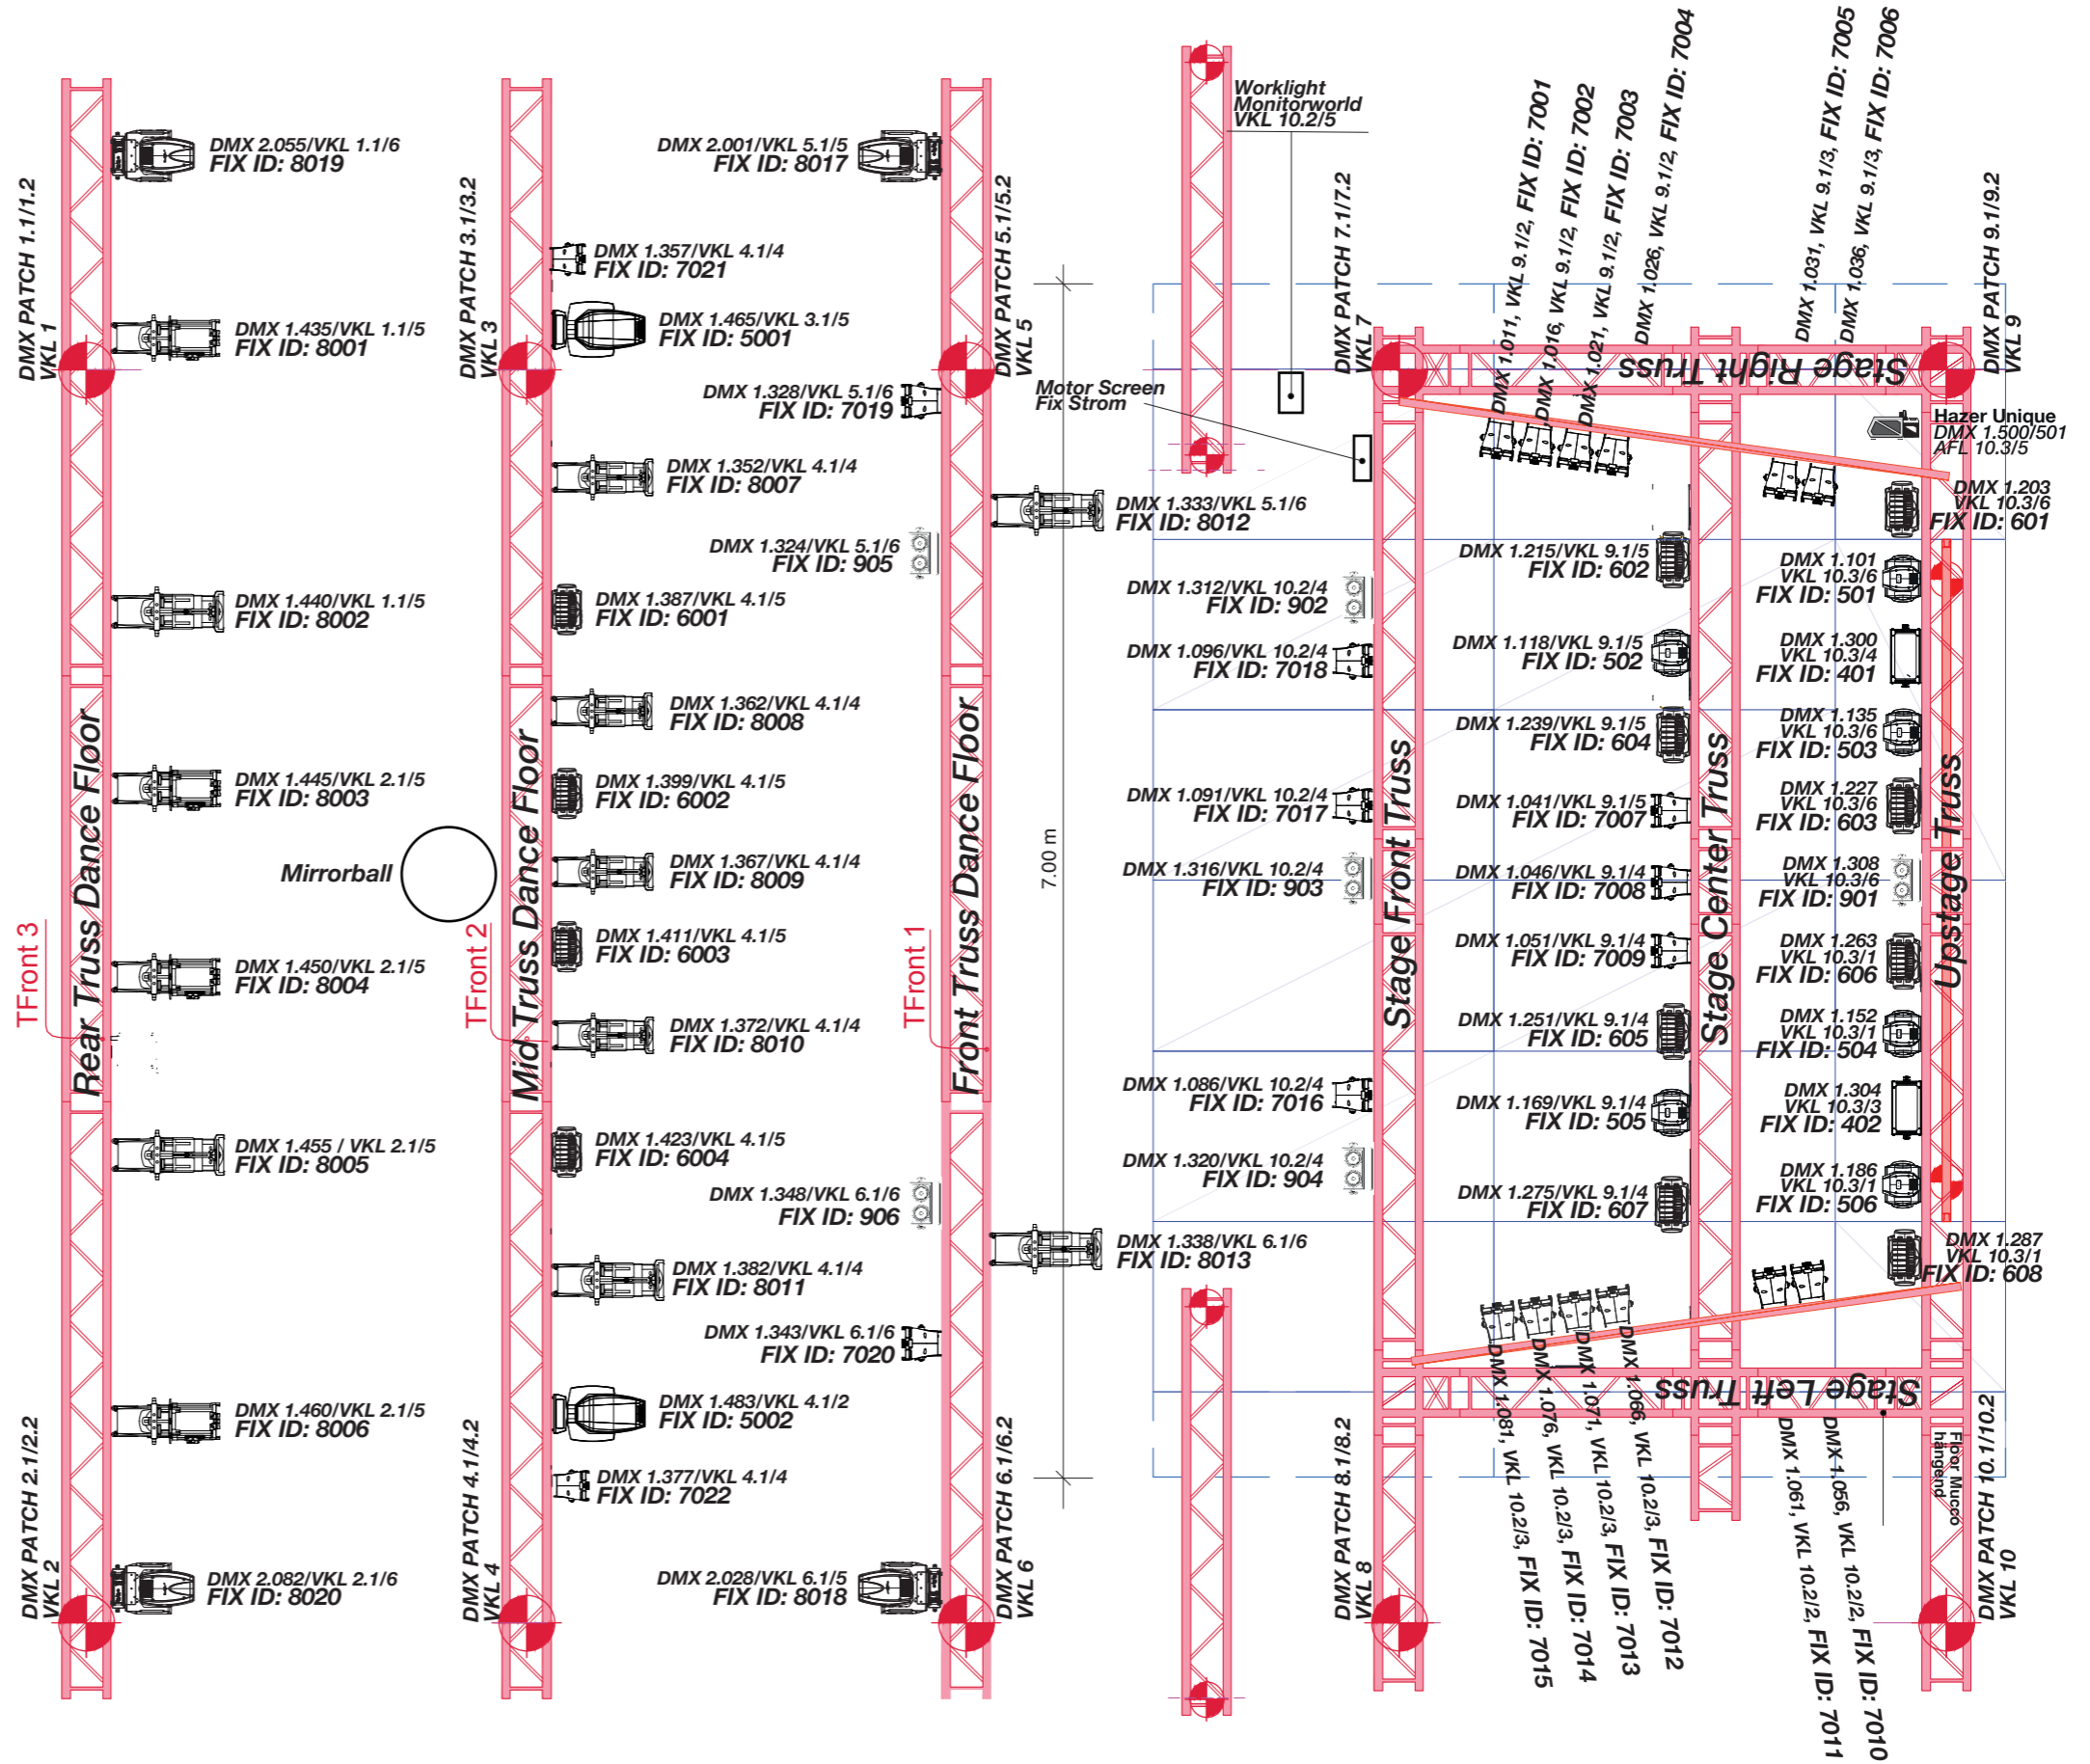 DMX PATCH 1.1/1.2
VKL 1
DMX 2.055/VKL 1.1/6
FIX ID: 8019
DMX 1.435/VKL 1.1/5
FIX ID: 8001
DMX 1.440/VKL 1.1/5
FIX ID: 8002
Rear Truss Dance Floor
DMX 1.445/VKL 2.1/5
FIX ID: 8003
Mirrorball
TFront 3
DMX 1.450/VKL 2.1/5
FIX ID: 8004
DMX 1.455 / VKL 2.1/5
FIX ID: 8005
DMX 1.460/VKL 2.1/5
FIX ID: 8006
DMX PATCH 2.1/2.2
VKL 2
DMX 2.082/VKL 2.1/6
FIX ID: 8020
DMX PATCH 3.1/3.2
VKL 3
DMX 1.357/VKL 4.1/4
FIX ID: 7021
DMX 1.465/VKL 3.1/5
FIX ID: 5001
DMX 1.352/VKL 4.1/4
FIX ID: 8007
DMX 1.387/VKL 4.1/5
FIX ID: 6001
DMX 1.362/VKL 4.1/4
FIX ID: 8008
Mid Truss Dance Floor
DMX 1.399/VKL 4.1/5
FIX ID: 6002
DMX 1.367/VKL 4.1/4
FIX ID: 8009
TFront 2
DMX 1.411/VKL 4.1/5
FIX ID: 6003
DMX 1.372/VKL 4.1/4
FIX ID: 8010
DMX 1.423/VKL 4.1/5
FIX ID: 6004
DMX 1.382/VKL 4.1/4
FIX ID: 8011
DMX 1.483/VKL 4.1/2
FIX ID: 5002
DMX 1.377/VKL 4.1/4
FIX ID: 7022
DMX PATCH 4.1/4.2
VKL 4
DMX 2.001/VKL 5.1/5
FIX ID: 8017
DMX PATCH 5.1/5.2
VKL 5
DMX 1.328/VKL 5.1/6
FIX ID: 7019
DMX 1.333/VKL 5.1/6
FIX ID: 8012
DMX 1.324/VKL 5.1/6
FIX ID: 905
Front Truss Dance Floor
TFront 1
7.00 m
DMX 1.348/VKL 6.1/6
FIX ID: 906
DMX 1.338/VKL 6.1/6
FIX ID: 8013
DMX 1.343/VKL 6.1/6
FIX ID: 7020
DMX PATCH 6.1/6.2
VKL 6
DMX 2.028/VKL 6.1/5
FIX ID: 8018
Worklight
Monitorworld
VKL 10.2/5
Motor Screen
Fix Strom
DMX PATCH 7.1/7.2
VKL 7
DMX 1.312/VKL 10.2/4
FIX ID: 902
DMX 1.096/VKL 10.2/4
FIX ID: 7018
DMX 1.091/VKL 10.2/4
FIX ID: 7017
DMX 1.316/VKL 10.2/4
FIX ID: 903
Stage Front Truss
DMX 1.086/VKL 10.2/4
FIX ID: 7016
DMX 1.320/VKL 10.2/4
FIX ID: 904
DMX PATCH 8.1/8.2
VKL 8
DMX 1.011, VKL 9.1/2, FIX ID: 7001
DMX 1.016, VKL 9.1/2, FIX ID: 7002
DMX 1.021, VKL 9.1/2, FIX ID: 7003
DMX 1.026, VKL 9.1/2, FIX ID: 7004
DMX 1.031, VKL 9.1/3, FIX ID: 7005
DMX 1.036, VKL 9.1/3, FIX ID: 7006
Stage Right Truss
DMX PATCH 9.1/9.2
VKL 9
Hazer Unique
DMX 1.500/501
AFL 10.3/5
DMX 1.215/VKL 9.1/5
FIX ID: 602
DMX 1.118/VKL 9.1/5
FIX ID: 502
DMX 1.239/VKL 9.1/5
FIX ID: 604
DMX 1.041/VKL 9.1/5
FIX ID: 7007
DMX 1.046/VKL 9.1/4
FIX ID: 7008
DMX 1.051/VKL 9.1/4
FIX ID: 7009
Stage Center Truss
DMX 1.251/VKL 9.1/4
FIX ID: 605
DMX 1.169/VKL 9.1/4
FIX ID: 505
DMX 1.275/VKL 9.1/4
FIX ID: 607
DMX 1.203
VKL 10.3/6
FIX ID: 601
DMX 1.101
VKL 10.3/6
FIX ID: 501
DMX 1.300
VKL 10.3/4
FIX ID: 401
DMX 1.135
VKL 10.3/6
FIX ID: 503
DMX 1.227
VKL 10.3/6
FIX ID: 603
DMX 1.308
VKL 10.3/6
FIX ID: 901
Upstage Truss
DMX 1.263
VKL 10.3/1
FIX ID: 606
DMX 1.152
VKL 10.3/1
FIX ID: 504
DMX 1.304
VKL 10.3/3
FIX ID: 402
DMX 1.186
VKL 10.3/1
FIX ID: 506
DMX 1.287
VKL 10.3/1
FIX ID: 608
Stage Left Truss
DMX 1.081, VKL 10.2/3, FIX ID: 7015
DMX 1.076, VKL 10.2/3, FIX ID: 7014
DMX 1.071, VKL 10.2/3, FIX ID: 7013
DMX 1.066, VKL 10.2/3, FIX ID: 7012
DMX 1.061, VKL 10.2/2, FIX ID: 7011
DMX 1.056, VKL 10.2/2, FIX ID: 7010
Floor Mucco
hängend
DMX PATCH 10.1/10.2
VKL 10